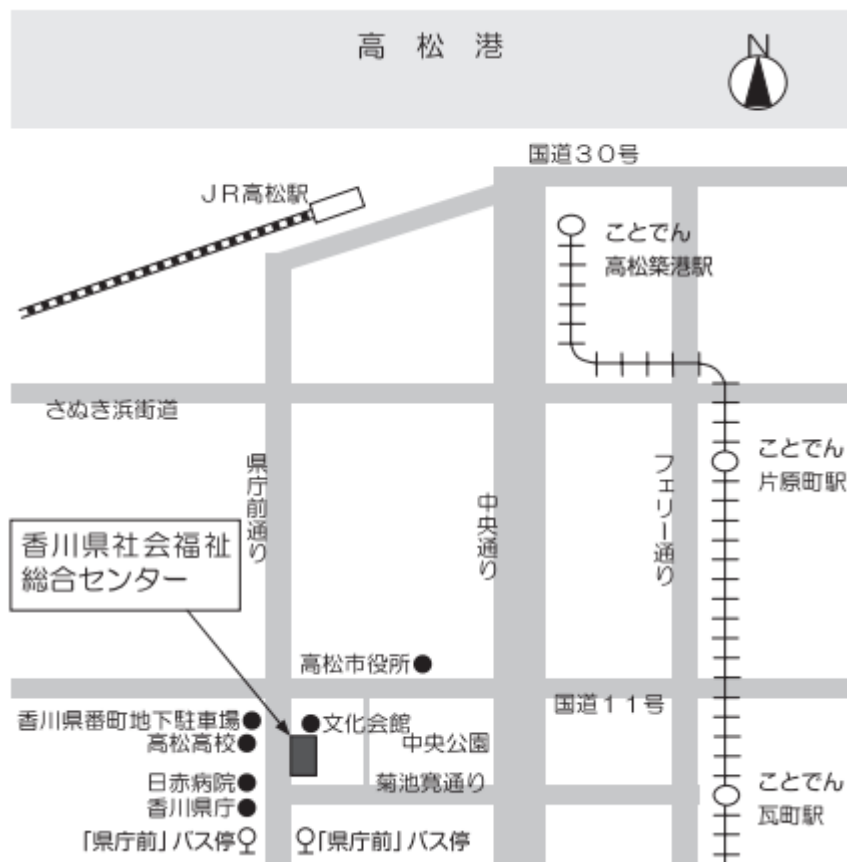 高松港
N
国道３０号
ＪＲ高松駅
ことでん
高松築港駅
さぬき浜街道
ことでん
片原町駅
県庁前通り
中央通り
フェリー通り
香川県社会福祉
総合センター
高松市役所
国道１１号
香川県番町地下駐車場
文化会館
高松高校
中央公園
日赤病院
菊池寛通り
ことでん
瓦町駅
香川県庁
「県庁前」バス停
「県庁前」バス停